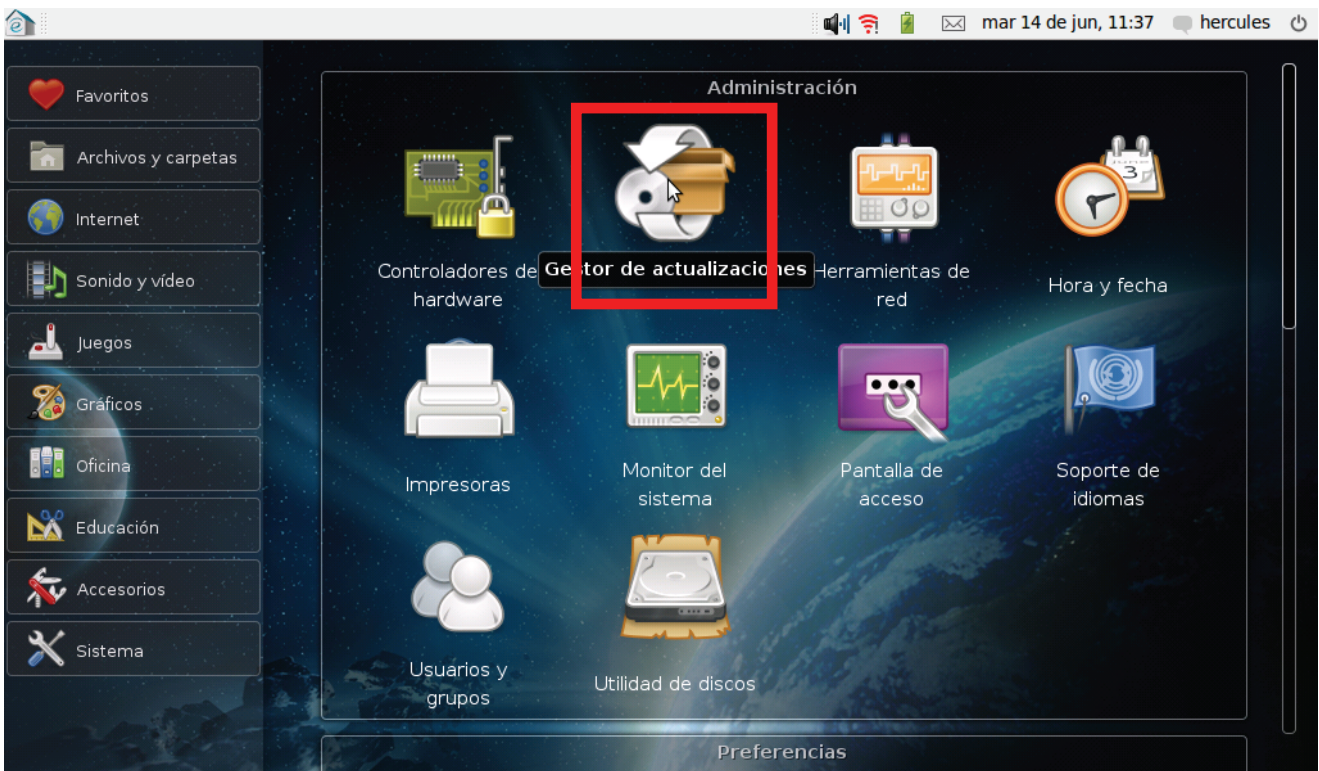 mar 14 de jun, 11:37
hercules
Favoritos
Archivos y carpetas
Internet
Sonido y vídeo
Juegos
Gráficos
Oficina
Educación
Accesorios
Sistema
Administración
Controladores de
hardware
Gestor de actualizaciones
Herramientas de
red
Hora y fecha
Impresoras
Monitor del
sistema
Pantalla de
acceso
Soporte de
idiomas
Usuarios y
grupos
Utilidad de discos
Preferencias